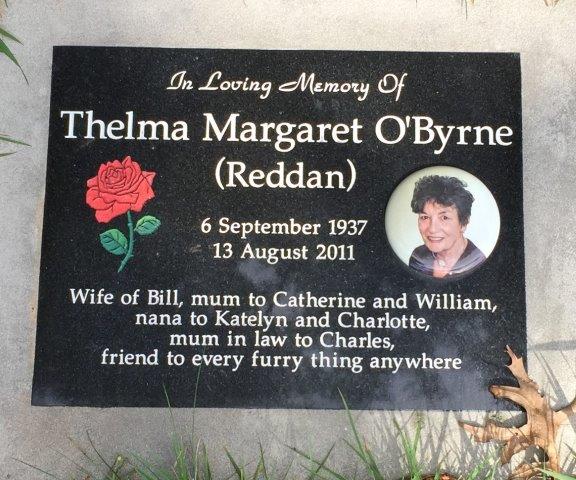 In Loving Memory Of
Thelma Margaret O'Byrne
(Reddan)
6 September 1937
13 August 2011
Wife of Bill, mum to Catherine and William,
nana to Katelyn and Charlotte,
mum in law to Charles,
friend to every furry thing anywhere